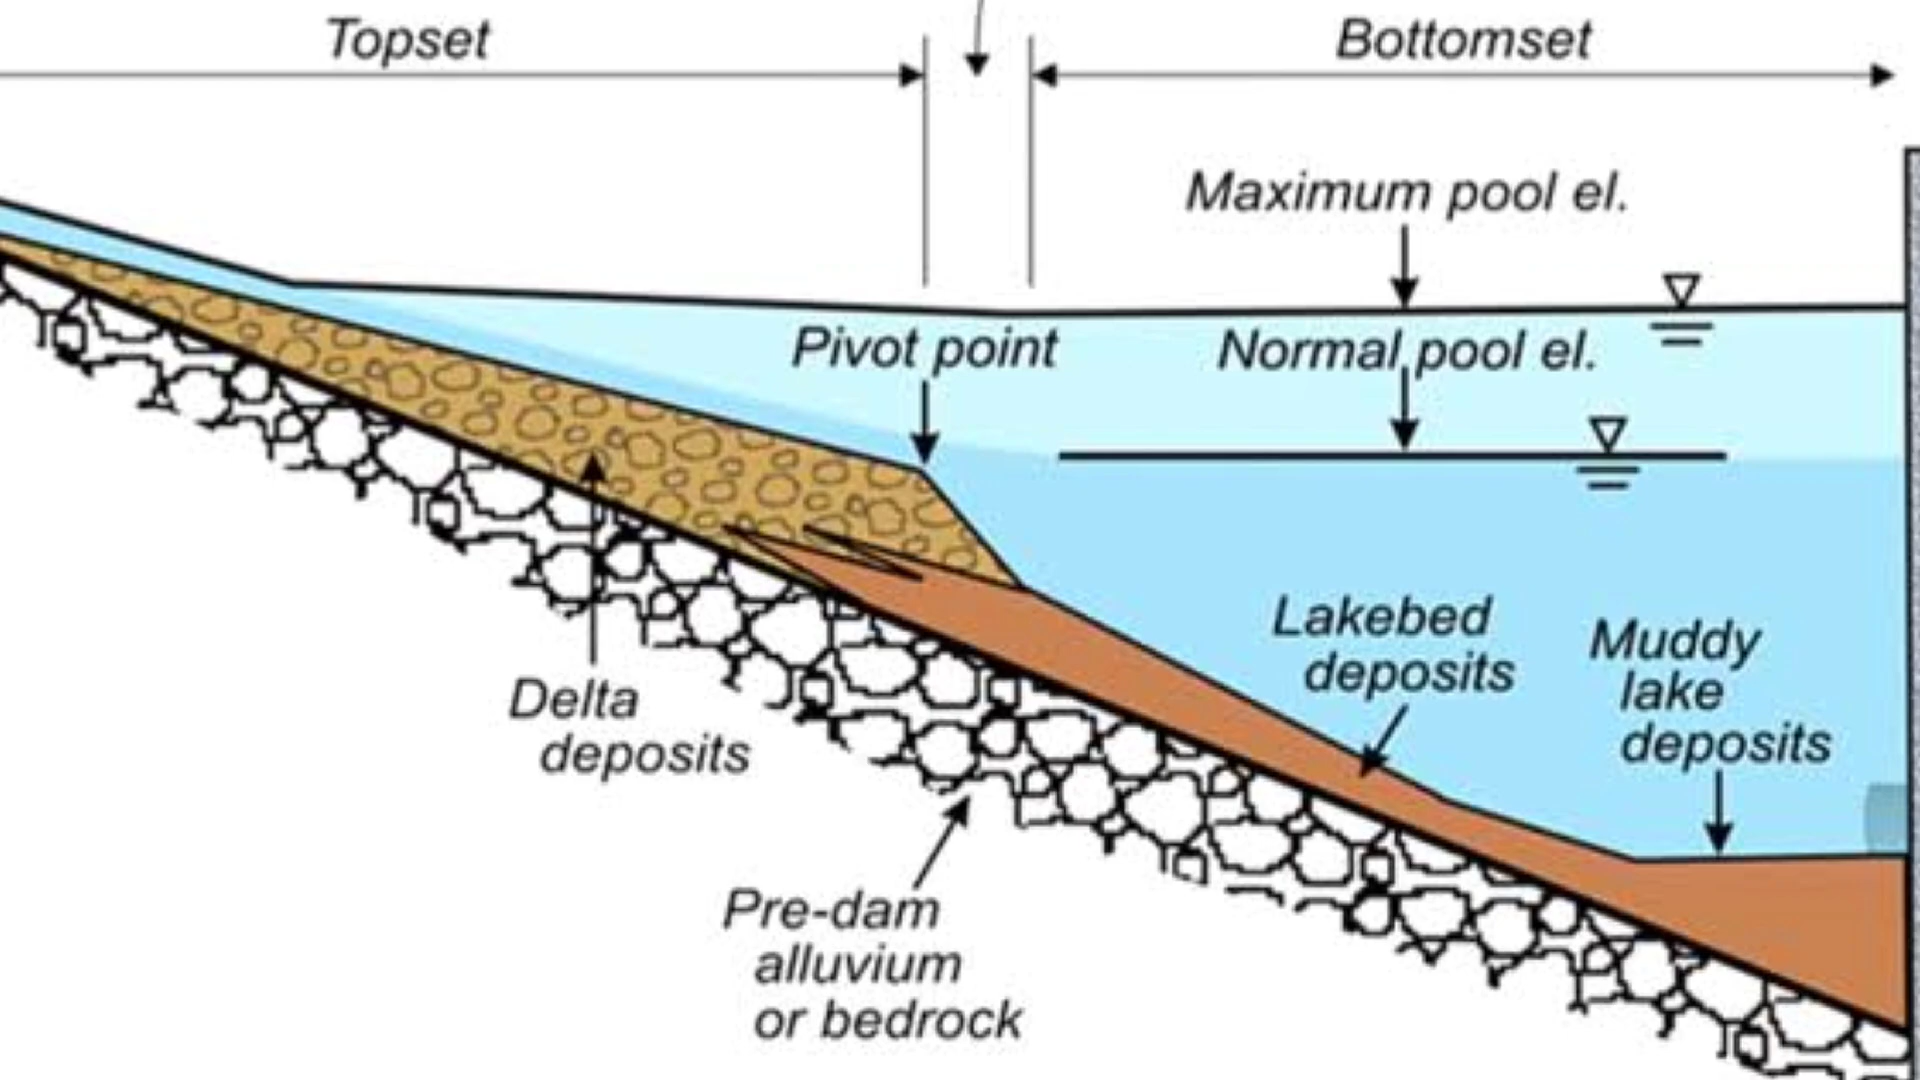 Topset
Bottomset
Maximum pool el.
Pivot point
Normal pool el.
Lakebed
deposits
Muddy
lake
deposits
Delta
deposits
Pre-dam
alluvium
or bedrock